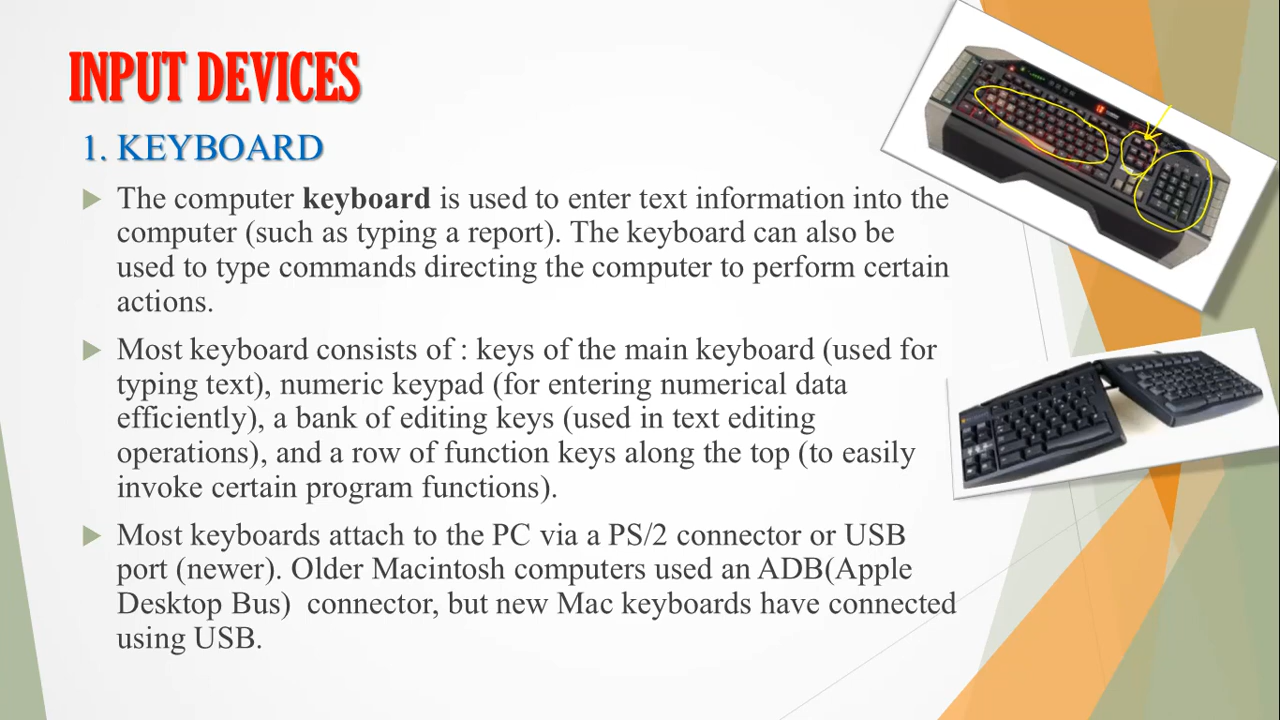 INPUT DEVICES
1. KEYBOARD
The computer keyboard is used to enter text information into the
computer (such as typing a report). The keyboard can also be
used to type commands directing the computer to perform certain
actions.
Most keyboard consists of : keys of the main keyboard (used for
typing text), numeric keypad (for entering numerical data
efficiently), a bank of editing keys (used in text editing
operations), and a row of function keys along the top (to easily
invoke certain program functions).
Most keyboards attach to the PC via a PS/2 connector or USB
port (newer). Older Macintosh computers used an ADB(Apple
Desktop Bus)  connector, but new Mac keyboards have connected
using USB.